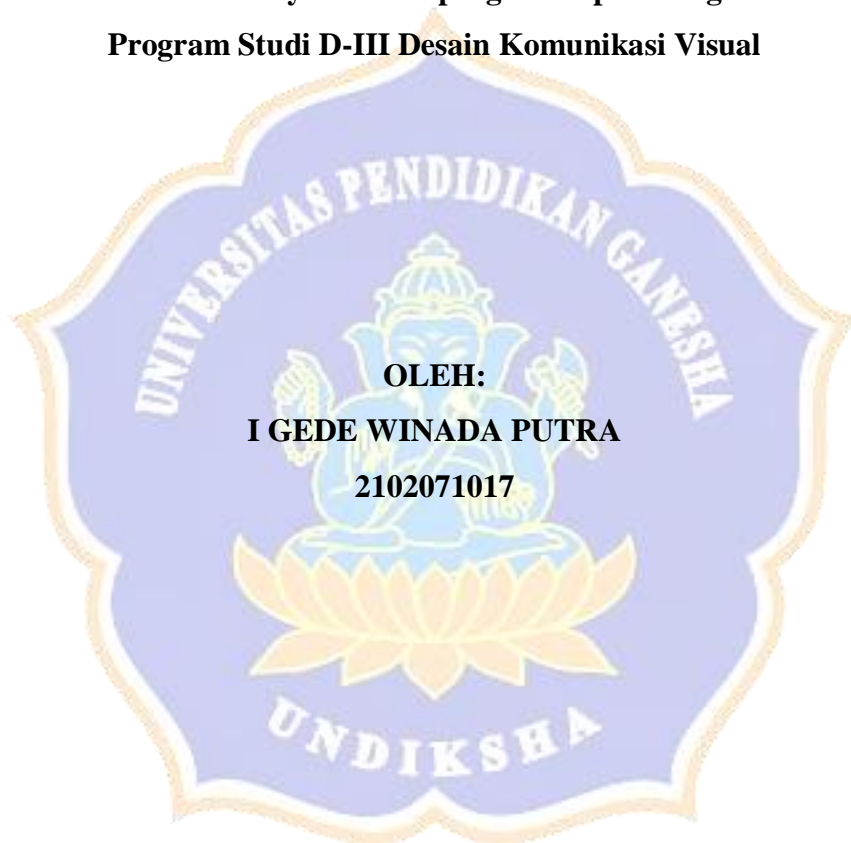 Program Studi D-III Desain Komunikasi Visual
UNIVERSITAS PENDIDIKAN GANESHA
OLEH:
I GEDE WINADA PUTRA
2102071017
UNDIKSHA